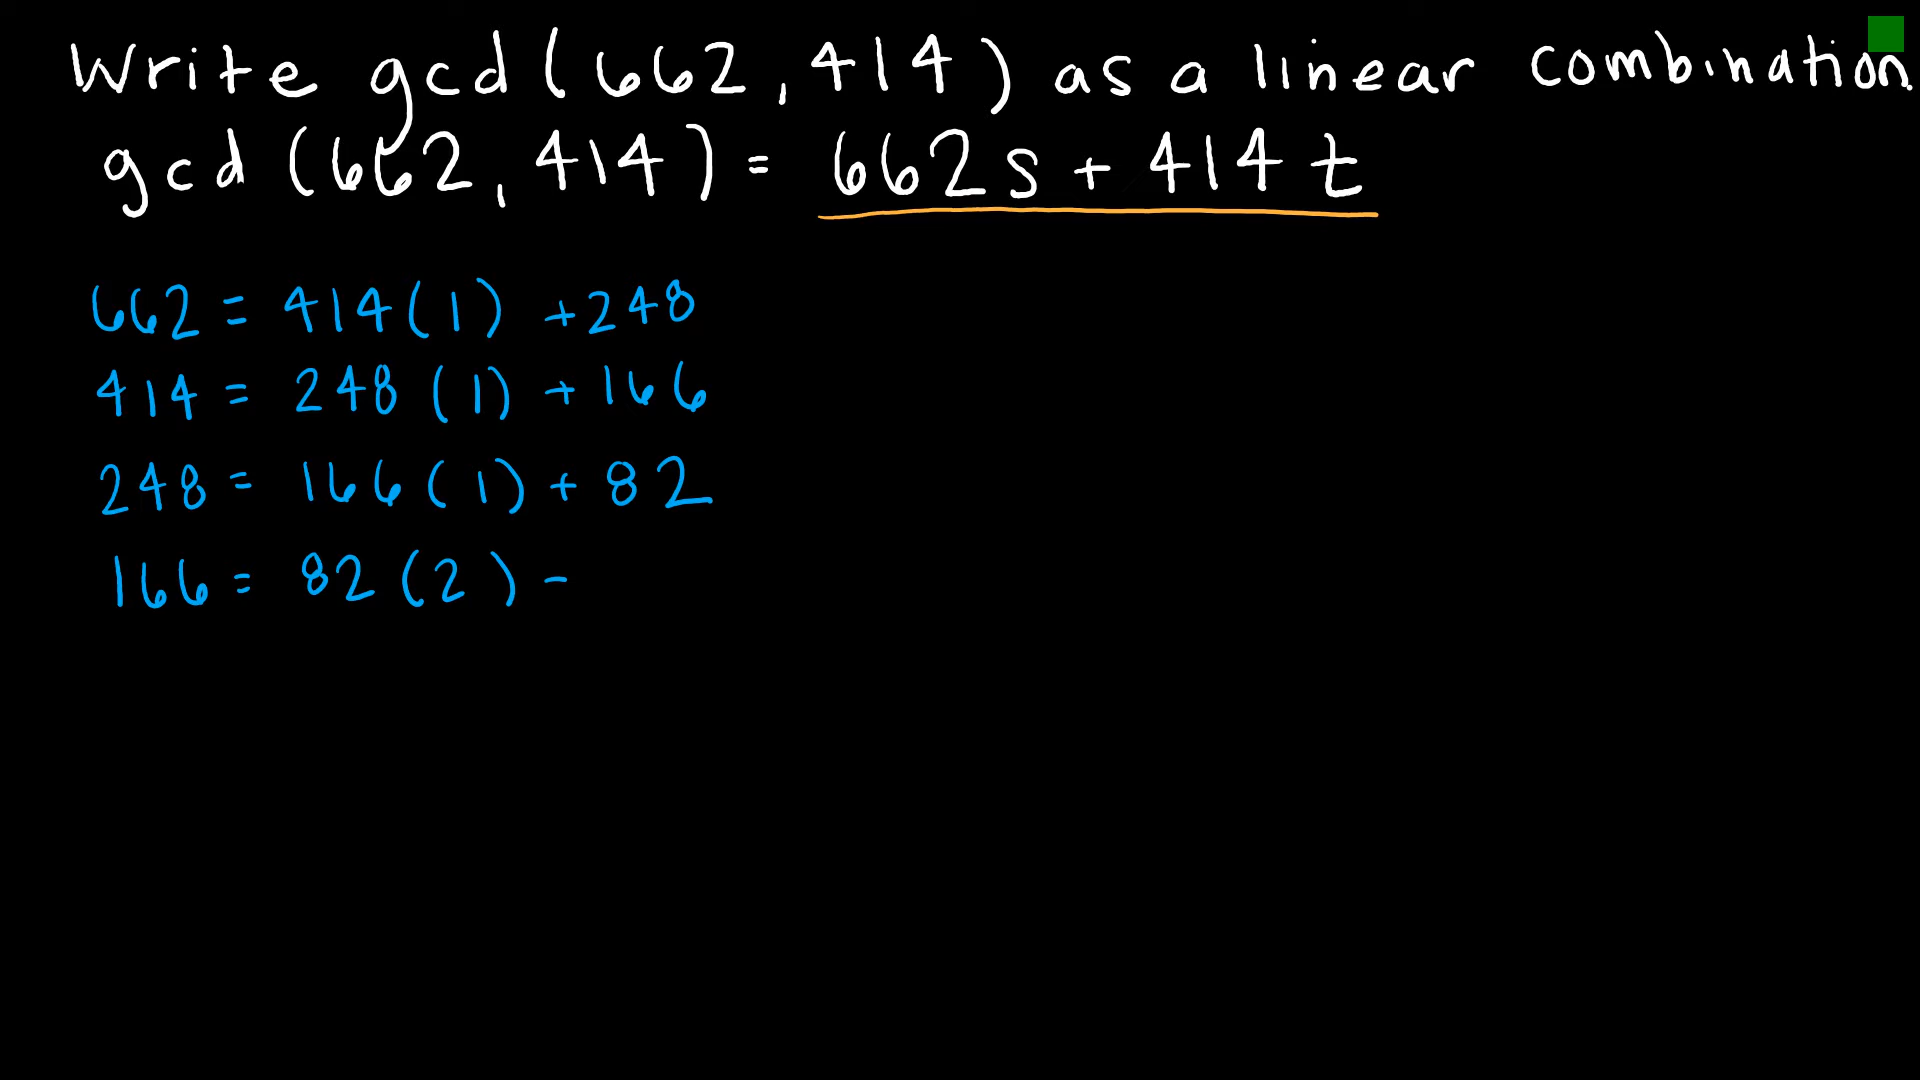 Write gcd(662,414) as a linear combination.
gcd(662,414) = 662s + 414t
662 = 414(1) +248
414 = 248(1) + 166
248 = 166(1) + 82
166 = 82(2) -